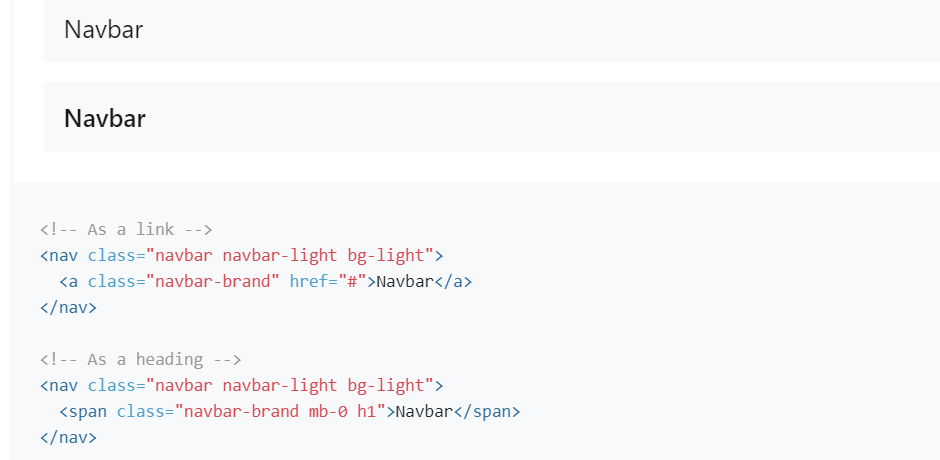 Navbar
Navbar
<!-- As a link -->
<nav class="navbar navbar-light bg-light">
  <a class="navbar-brand" href="#">Navbar</a>
</nav>
<!-- As a heading -->
<nav class="navbar navbar-light bg-light">
  <span class="navbar-brand mb-0 h1">Navbar</span>
</nav>